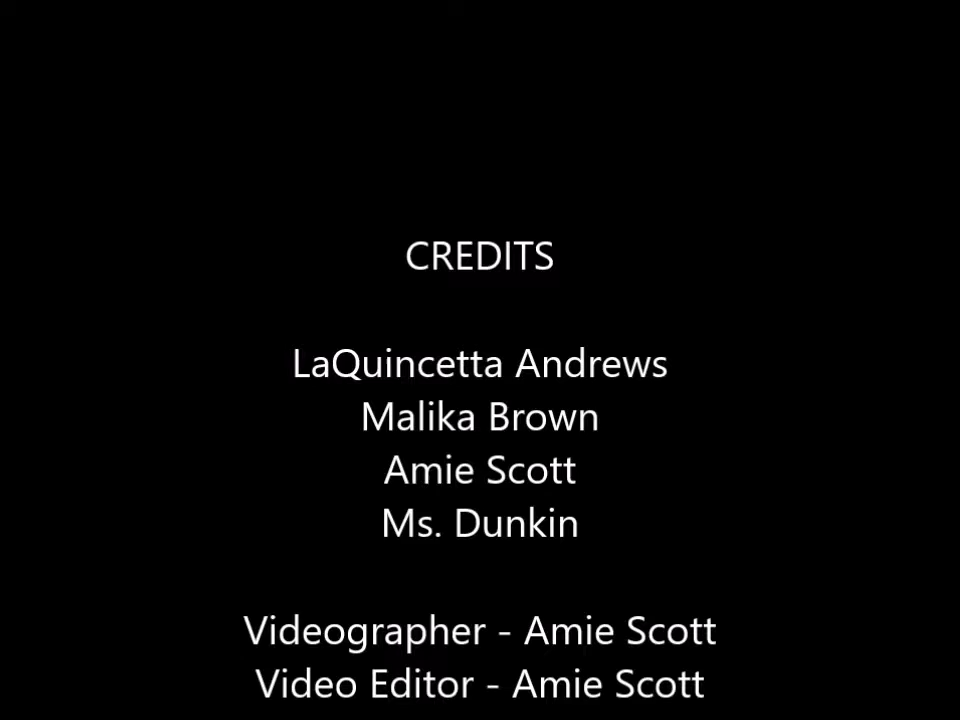 CREDITS
LaQuincetta Andrews
Malika Brown
Amie Scott
Ms. Dunkin
Videographer - Amie Scott
Video Editor - Amie Scott